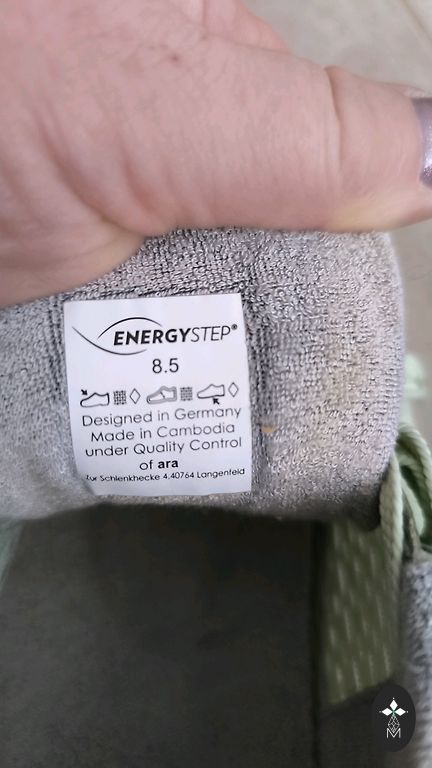 ENERGYSTEP®
8.5
Designed in Germany
Made in Cambodia
under Quality Control
of ara
Zur Schlenkhecke 4,40764 Langenfeld
M